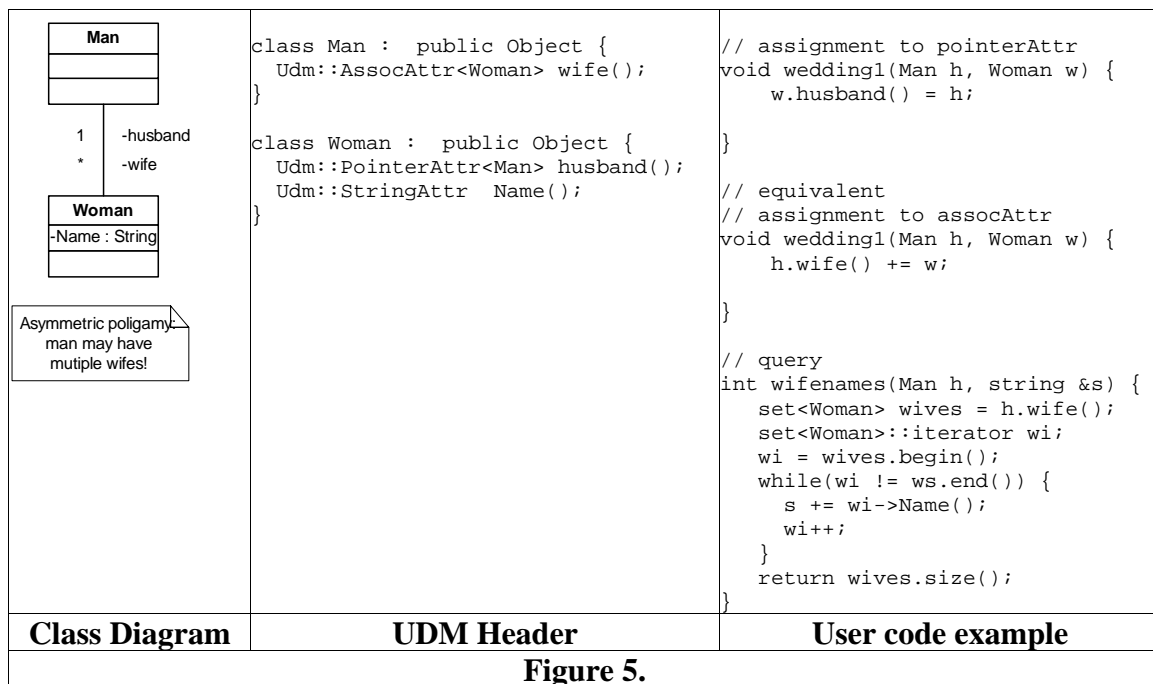 Man
1 -husband
* -wife
Woman
-Name : String
Asymmetric poligamy:
man may have
mutiple wifes!
class Man :  public Object {
  Udm::AssocAttr<Woman> wife();
}
class Woman :  public Object {
  Udm::PointerAttr<Man> husband();
  Udm::StringAttr  Name();
}
// assignment to pointerAttr
void wedding1(Man h, Woman w) {
    w.husband() = h;
}
// equivalent
// assignment to assocAttr
void wedding1(Man h, Woman w) {
    h.wife() += w;
}
// query
int wifenames(Man h, string &s) {
   set<Woman> wives = h.wife();
   set<Woman>::iterator wi;
   wi = wives.begin();
   while(wi != ws.end()) {
     s += wi->Name();
     wi++;
   }
   return wives.size();
}
Class Diagram
UDM Header
User code example
Figure 5.